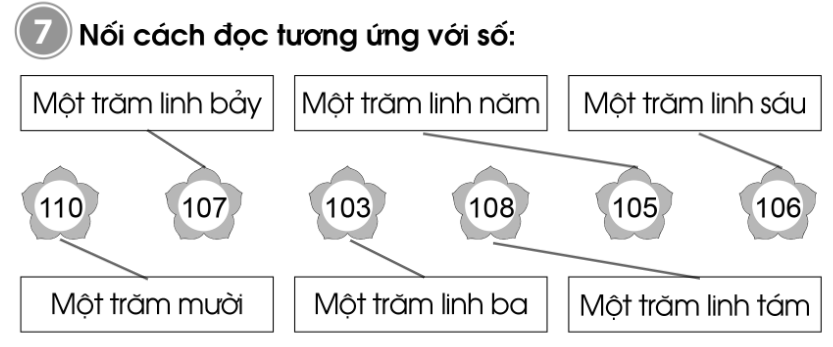 7 Nối cách đọc tương ứng với số:
Một trăm linh bảy Một trăm linh năm Một trăm linh sáu
110 107 103 108 105 106
Một trăm mười Một trăm linh ba Một trăm linh tám